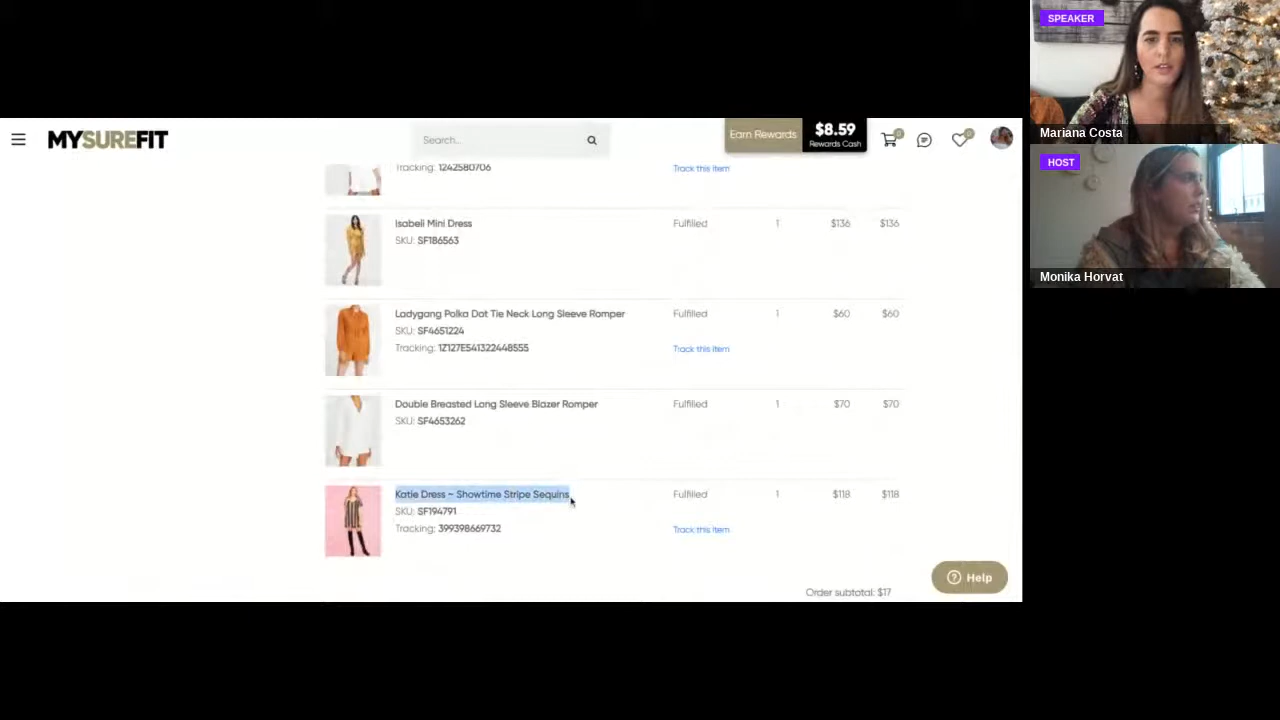 MYSUREFIT
Search...
Earn Rewards
$8.59
Rewards Cash
0
0
Tracking: 1242580706
Track this item
Isabeli Mini Dress
SKU: SF186563
Fulfilled 1 $136 $136
Ladygang Polka Dot Tie Neck Long Sleeve Romper
SKU: SF4651224
Tracking: 1Z127E541322448555
Fulfilled 1 $60 $60
Track this item
Double Breasted Long Sleeve Blazer Romper
SKU: SF4653262
Fulfilled 1 $70 $70
Katie Dress ~ Showtime Stripe Sequins
SKU: SF194791
Tracking: 399398669732
Fulfilled 1 $118 $118
Track this item
Order subtotal: $17
Help
SPEAKER
Mariana Costa
HOST
Monika Horvat